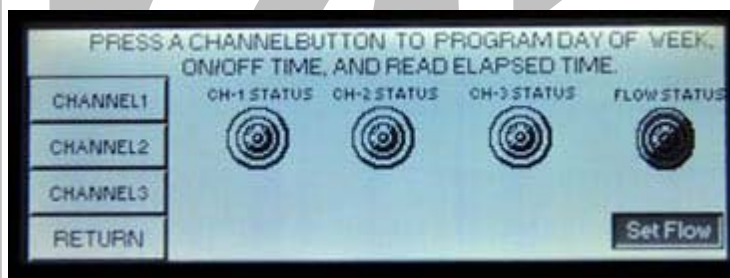 PRESS A CHANNELBUTTON TO PROGRAM DAY OF WEEK,
ON/OFF TIME, AND READ ELAPSED TIME.
CH-1 STATUS CH-2 STATUS CH-3 STATUS FLOW STATUS
CHANNEL1
CHANNEL2
CHANNEL3
RETURN
Set Flow